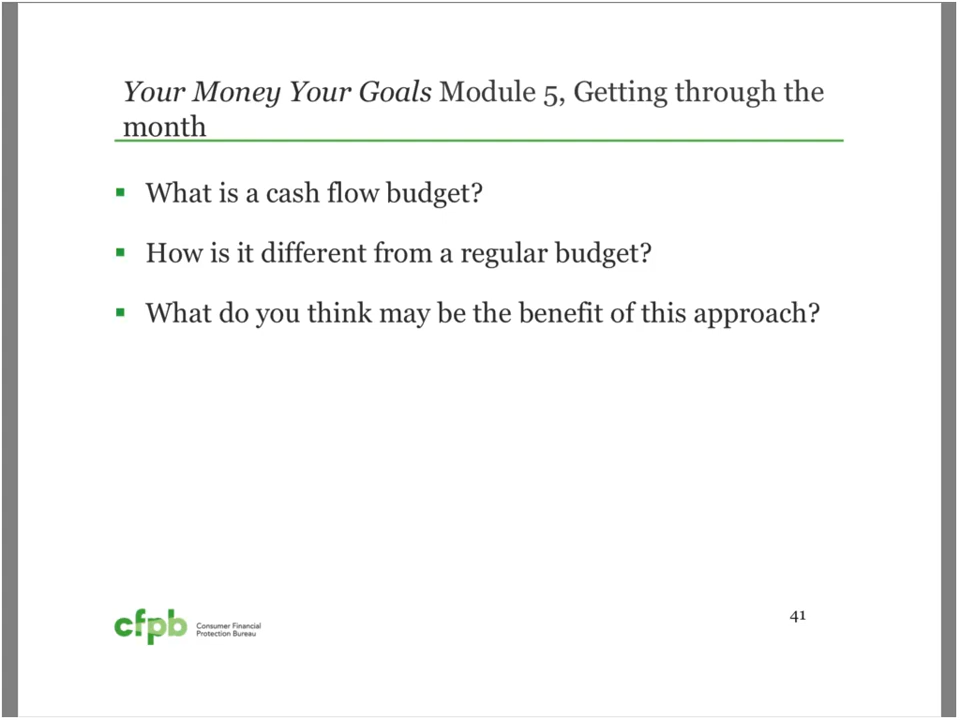 Your Money Your Goals Module 5, Getting through the
month
▪ What is a cash flow budget?
▪ How is it different from a regular budget?
▪ What do you think may be the benefit of this approach?
cfpb Consumer Financial
Protection Bureau
41